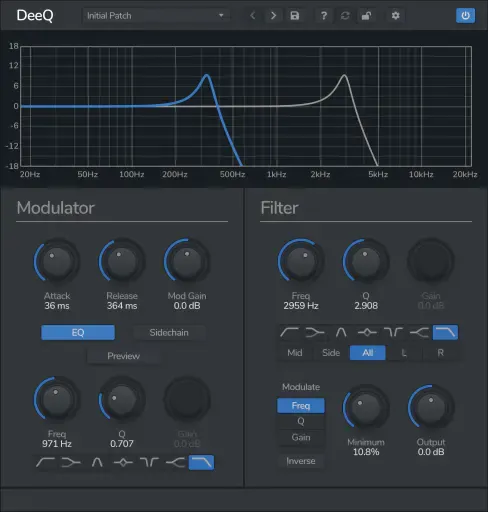 DeeQ
Initial Patch
?
18
12
6
0
-6
-12
-18
20Hz 50Hz 100Hz 200Hz 500Hz 1kHz 2kHz 5kHz 10kHz 20kHz
Modulator
Attack Release Mod Gain
36 ms 364 ms 0.0 dB
EQ Sidechain
Preview
Freq Q Gain
971 Hz 0.707 0.0 dB
Filter
Freq Q Gain
2959 Hz 2.908 0.0 dB
Mid Side All L R
Modulate
Freq
Q
Gain
Inverse
Minimum Output
10.8% 0.0 dB